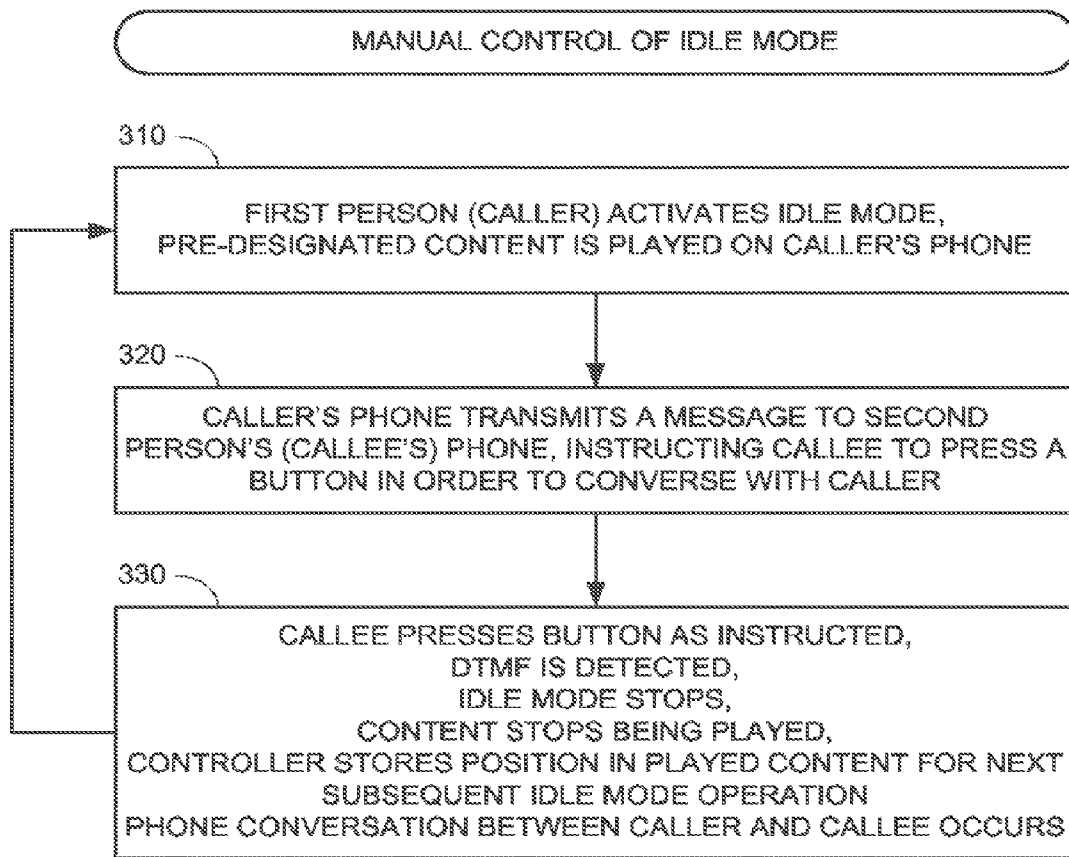 MANUAL CONTROL OF IDLE MODE
310
FIRST PERSON (CALLER) ACTIVATES IDLE MODE,
PRE-DESIGNATED CONTENT IS PLAYED ON CALLER'S PHONE
320
CALLER'S PHONE TRANSMITS A MESSAGE TO SECOND
PERSON'S (CALLEE'S) PHONE, INSTRUCTING CALLEE TO PRESS A
BUTTON IN ORDER TO CONVERSE WITH CALLER
330
CALLEE PRESSES BUTTON AS INSTRUCTED,
DTMF IS DETECTED,
IDLE MODE STOPS,
CONTENT STOPS BEING PLAYED,
CONTROLLER STORES POSITION IN PLAYED CONTENT FOR NEXT
SUBSEQUENT IDLE MODE OPERATION
PHONE CONVERSATION BETWEEN CALLER AND CALLEE OCCURS